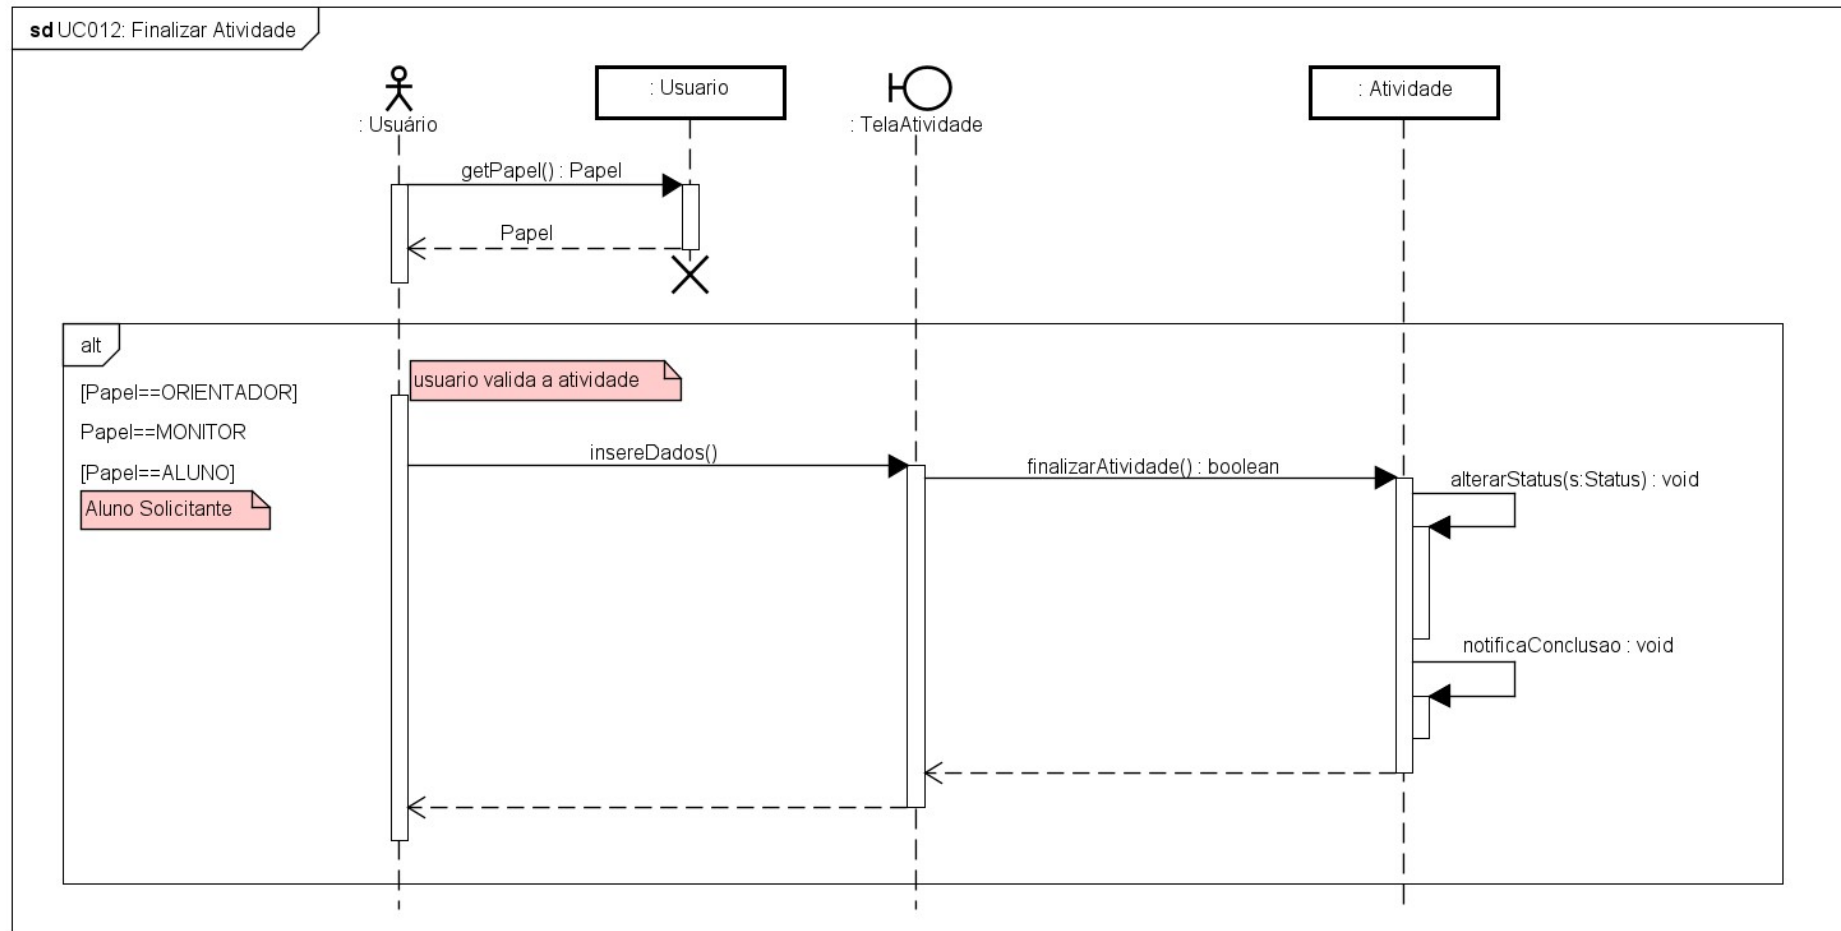 sd UC012: Finalizar Atividade
: Usuário
: Usuario
: TelaAtividade
: Atividade
getPapel() : Papel
Papel
alt
usuario valida a atividade
[Papel==ORIENTADOR]
Papel==MONITOR
[Papel==ALUNO]
Aluno Solicitante
insereDados()
finalizarAtividade() : boolean
alterarStatus(s:Status) : void
notificaConclusao : void